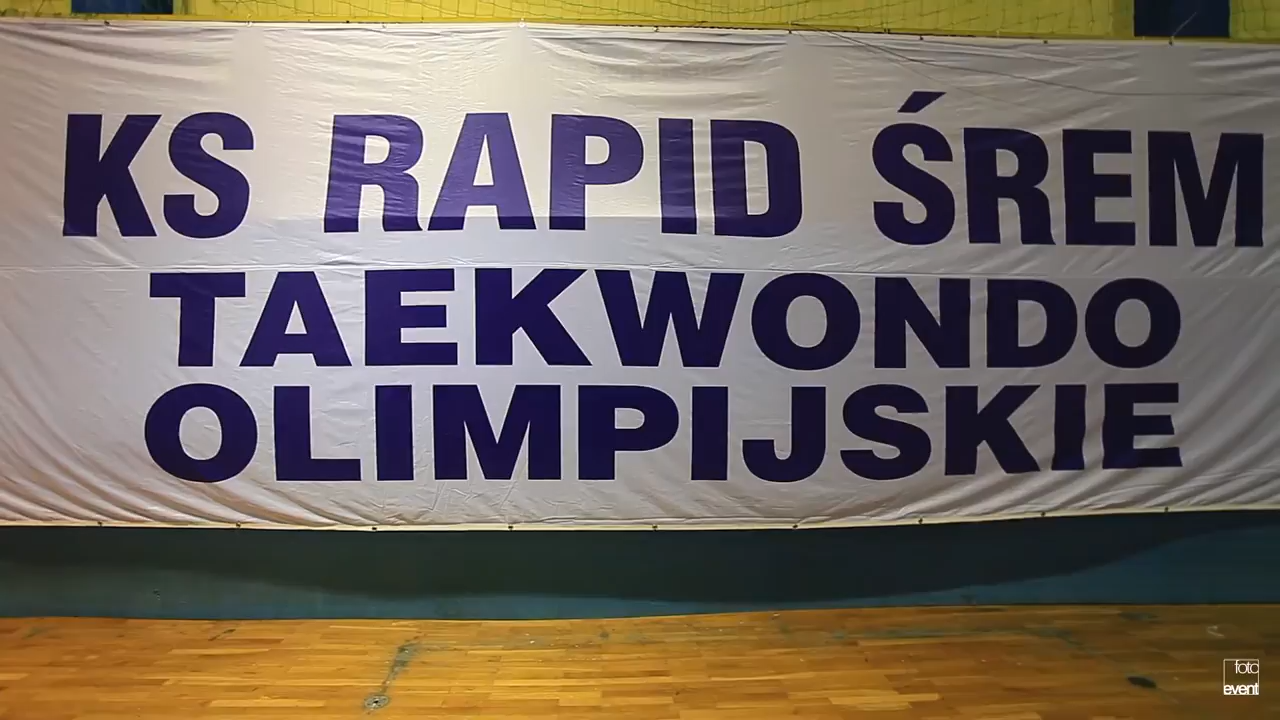 KS RAPID ŚREM
TAEKWONDO
OLIMPIJSKIE
foto
event